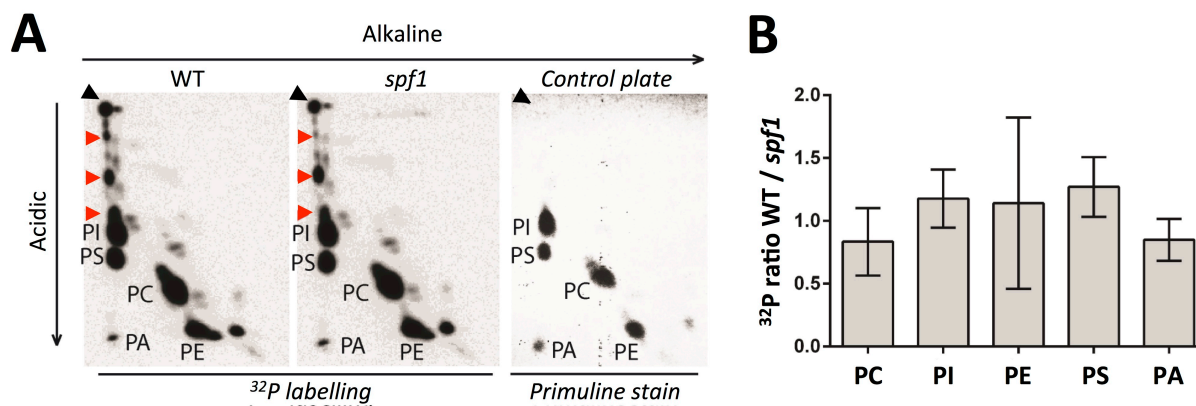 A
Alkaline
WT
spf1
Control plate
Acidic
PI
PS
PC
PA
PE
PI
PS
PC
PA
PE
PI
PS
PC
PA
PE
³²P labelling
Primuline stain
B
³²P ratio WT / spf1
2.0
1.5
1.0
0.5
0.0
PC
PI
PE
PS
PA